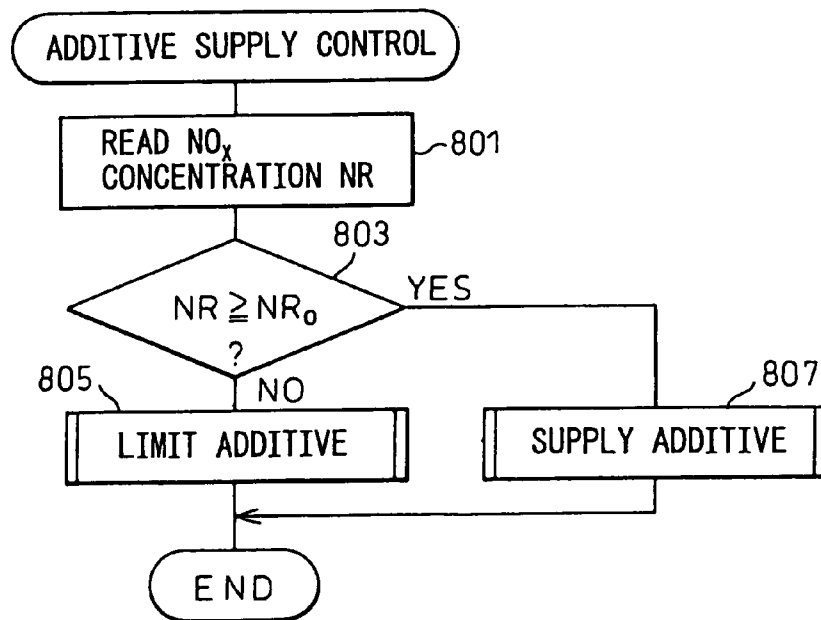 ADDITIVE SUPPLY CONTROL
READ NOₓ
CONCENTRATION NR
801
803
NR ≧ NR₀
?
YES
NO
805
LIMIT ADDITIVE
807
SUPPLY ADDITIVE
END